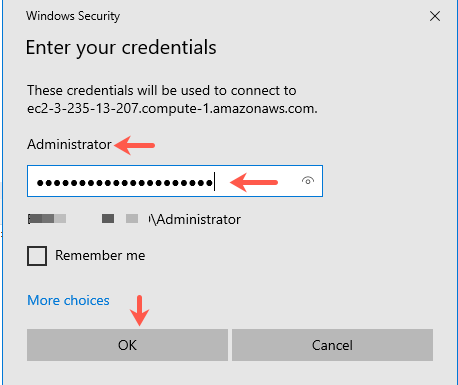 Windows Security
Enter your credentials
These credentials will be used to connect to
ec2-3-235-13-207.compute-1.amazonaws.com.
Administrator
●●●●●●●●●●●●●●●●●●●●●
\Administrator
Remember me
More choices
OK
Cancel